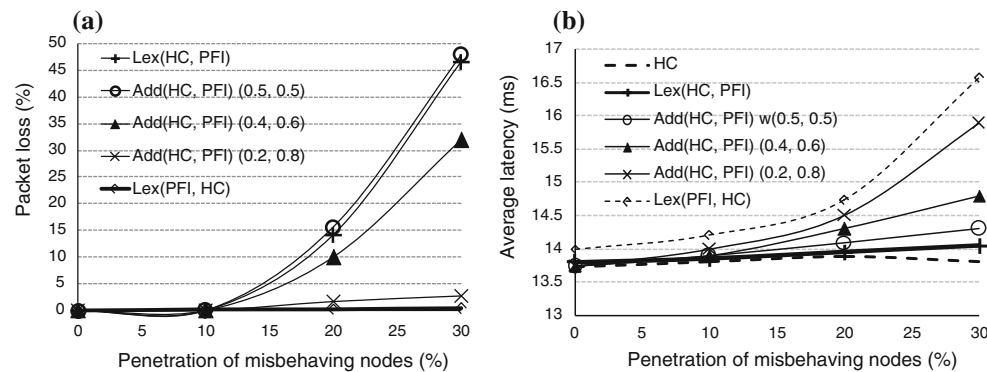 (a)
Packet loss (%)
50
45
40
35
30
25
20
15
10
5
0
Lex(HC, PFI)
Add(HC, PFI) (0.5, 0.5)
Add(HC, PFI) (0.4, 0.6)
Add(HC, PFI) (0.2, 0.8)
Lex(PFI, HC)
0 5 10 15 20 25 30
Penetration of misbehaving nodes (%)
(b)
Average latency (ms)
17
16.5
16
15.5
15
14.5
14
13.5
13
HC
Lex(HC, PFI)
Add(HC, PFI) w(0.5, 0.5)
Add(HC, PFI) (0.4, 0.6)
Add(HC, PFI) (0.2, 0.8)
Lex(PFI, HC)
0 5 10 15 20 25 30
Penetration of misbehaving nodes (%)